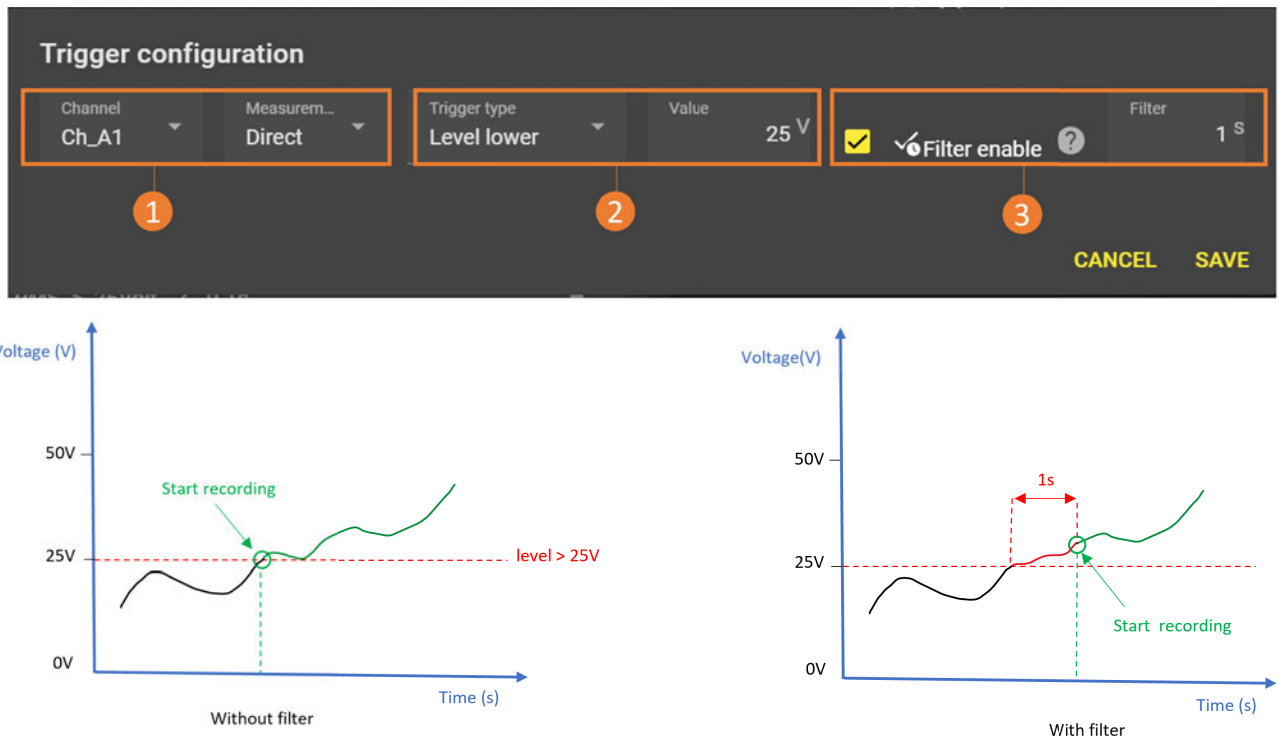 Trigger configuration
Channel
Ch_A1
Measurem...
Direct
Trigger type
Level lower
Value
25 V
Filter enable
?
Filter
1 s
1
2
3
CANCEL
SAVE
Voltage (V)
50V
Start recording
25V
level > 25V
0V
Time (s)
Without filter
Voltage(V)
50V
1s
25V
Start recording
0V
Time (s)
With filter